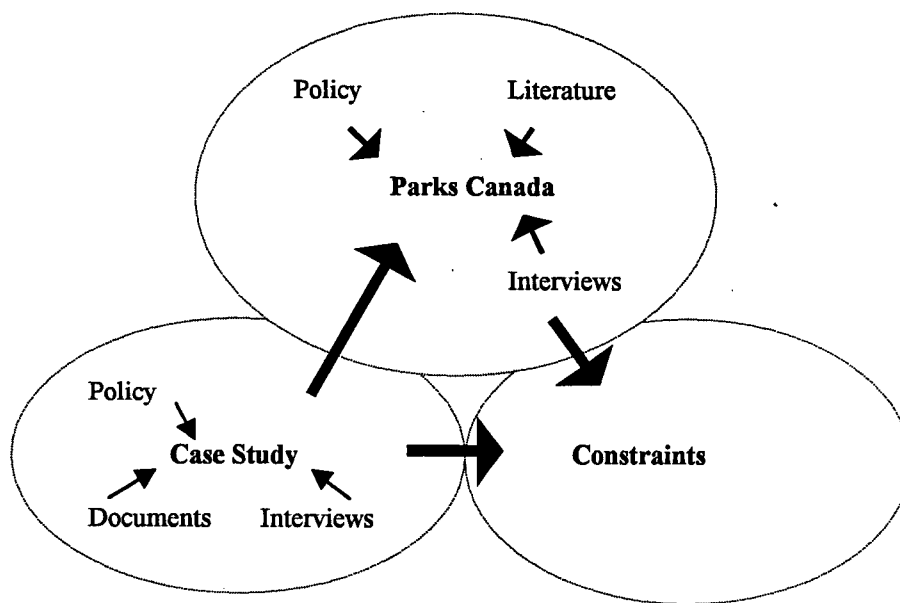 Policy
Literature
Parks Canada
Interviews
Policy
Case Study
Constraints
Documents
Interviews